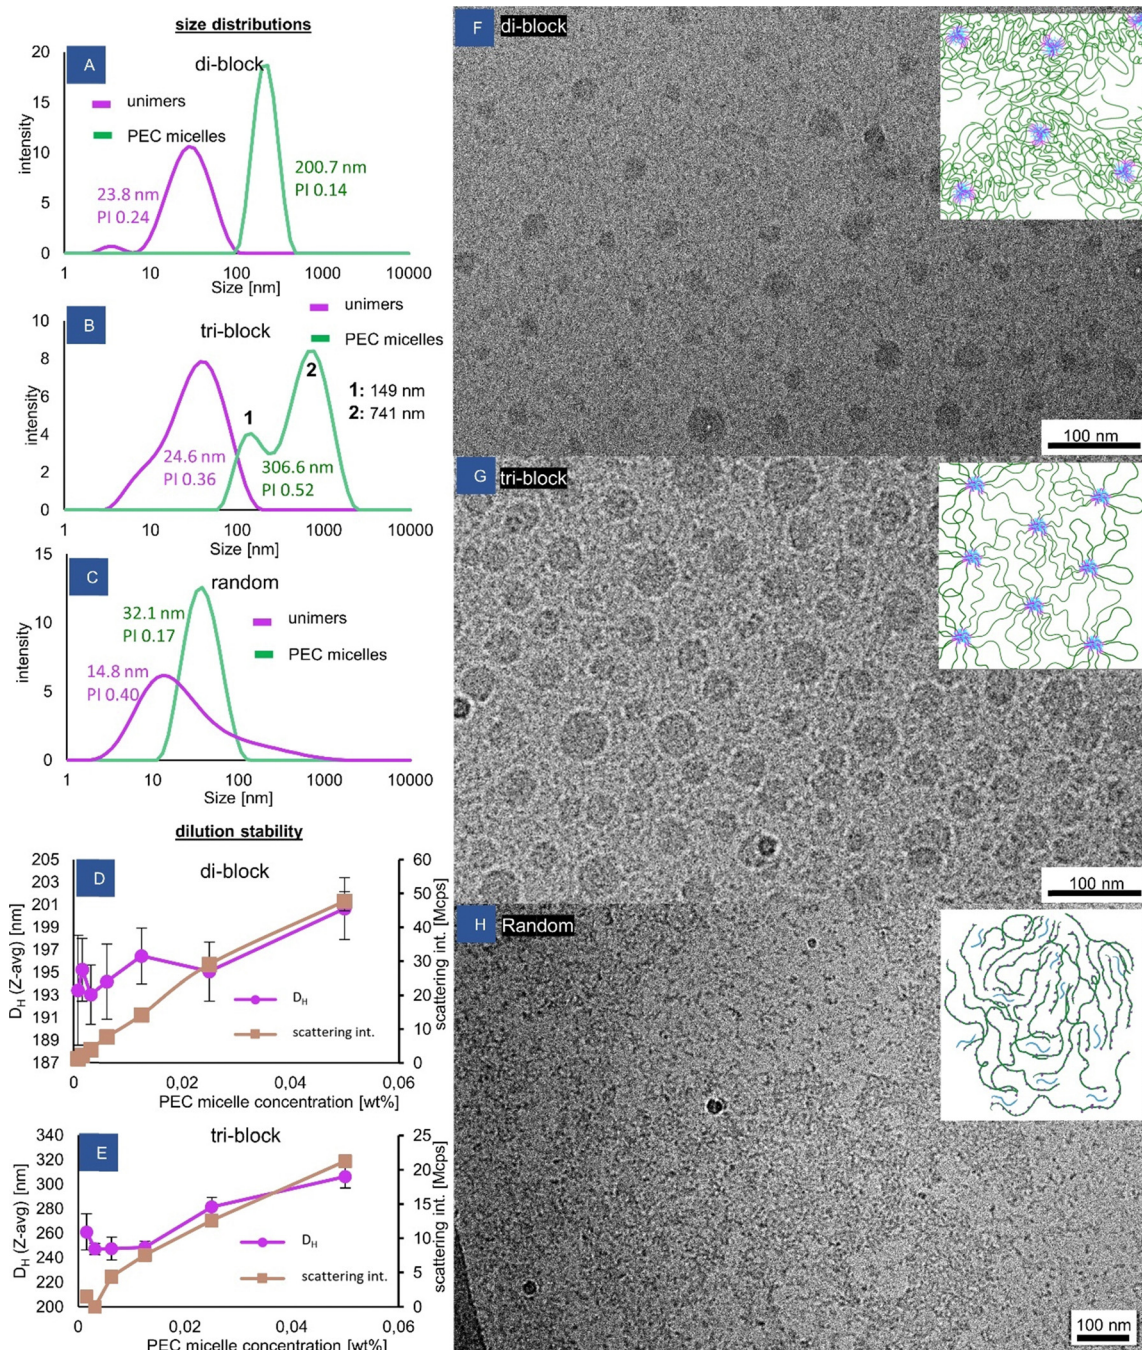 size distributions
A
di-block
unimers
PEC micelles
20
15
10
5
0
intensity
23.8 nm
PI 0.24
200.7 nm
PI 0.14
1
10
100
1000
10000
Size [nm]
B
tri-block
unimers
PEC micelles
10
8
6
4
2
0
intensity
1
2
1: 149 nm
2: 741 nm
24.6 nm
PI 0.36
306.6 nm
PI 0.52
1
10
100
1000
10000
Size [nm]
C
random
unimers
PEC micelles
15
10
5
0
intensity
32.1 nm
PI 0.17
14.8 nm
PI 0.40
1
10
100
1000
10000
Size [nm]
dilution stability
D
di-block
205
203
201
199
197
195
193
191
189
187
D_H (Z-avg) [nm]
60
50
40
30
20
10
0
scattering int. [Mcps]
D_H
scattering int.
0
0,02
0,04
0,06
PEC micelle concentration [wt%]
E
tri-block
340
320
300
280
260
240
220
200
D_H (Z-avg) [nm]
25
20
15
10
5
0
scattering int. [Mcps]
D_H
scattering int.
0
0,02
0,04
0,06
PEC micelle concentration [wt%]
F
di-block
100 nm
G
tri-block
100 nm
H
Random
100 nm